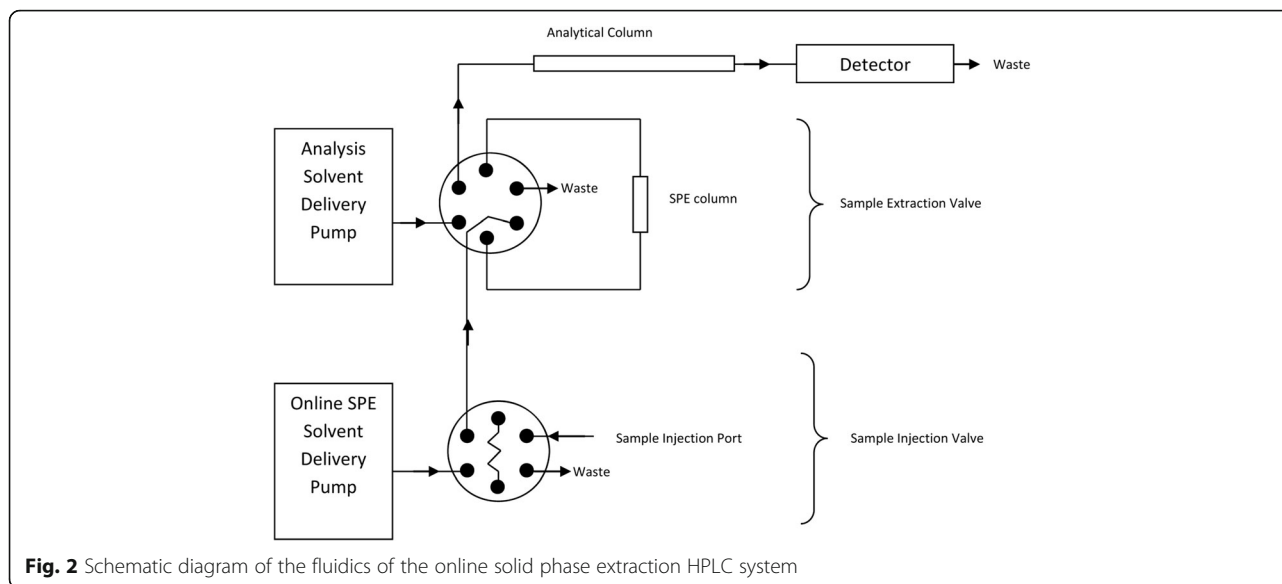 Analytical Column
Detector
Waste
Analysis
Solvent
Delivery
Pump
Waste
SPE column
Sample Extraction Valve
Online SPE
Solvent
Delivery
Pump
Sample Injection Port
Waste
Sample Injection Valve
Fig. 2 Schematic diagram of the fluidics of the online solid phase extraction HPLC system